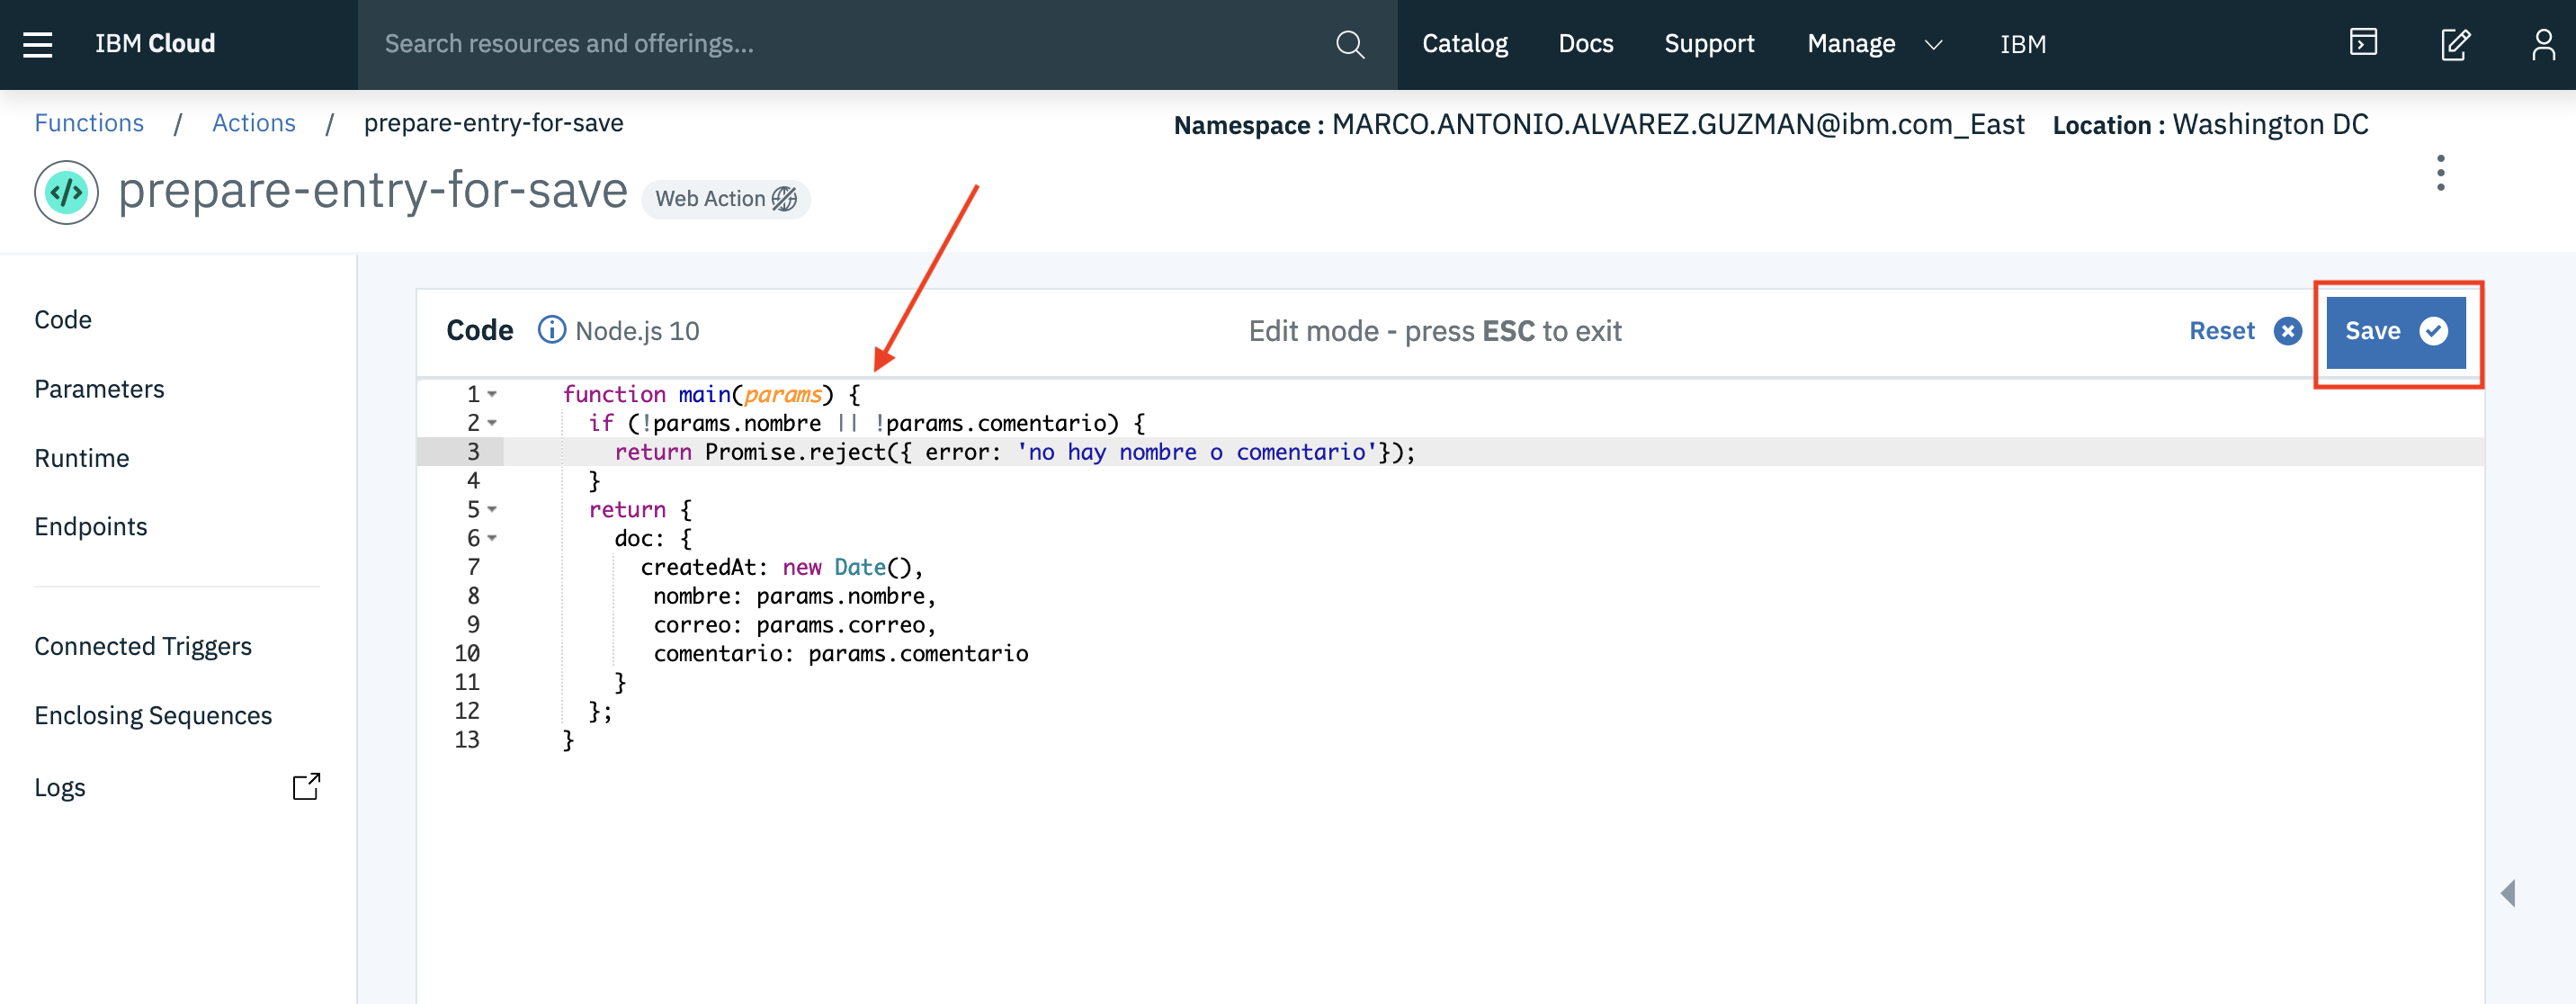 IBM Cloud
Search resources and offerings...
Catalog
Docs
Support
Manage
IBM
Functions / Actions / prepare-entry-for-save
Namespace : MARCO.ANTONIO.ALVAREZ.GUZMAN@ibm.com_East Location : Washington DC
</> prepare-entry-for-save Web Action
Code
Parameters
Runtime
Endpoints
Connected Triggers
Enclosing Sequences
Logs
Code i Node.js 10
Edit mode - press ESC to exit
Reset
Save
1 function main(params) {
2 if (!params.nombre || !params.comentario) {
3 return Promise.reject({ error: 'no hay nombre o comentario'});
4 }
5 return {
6 doc: {
7 createdAt: new Date(),
8 nombre: params.nombre,
9 correo: params.correo,
10 comentario: params.comentario
11 }
12 };
13 }